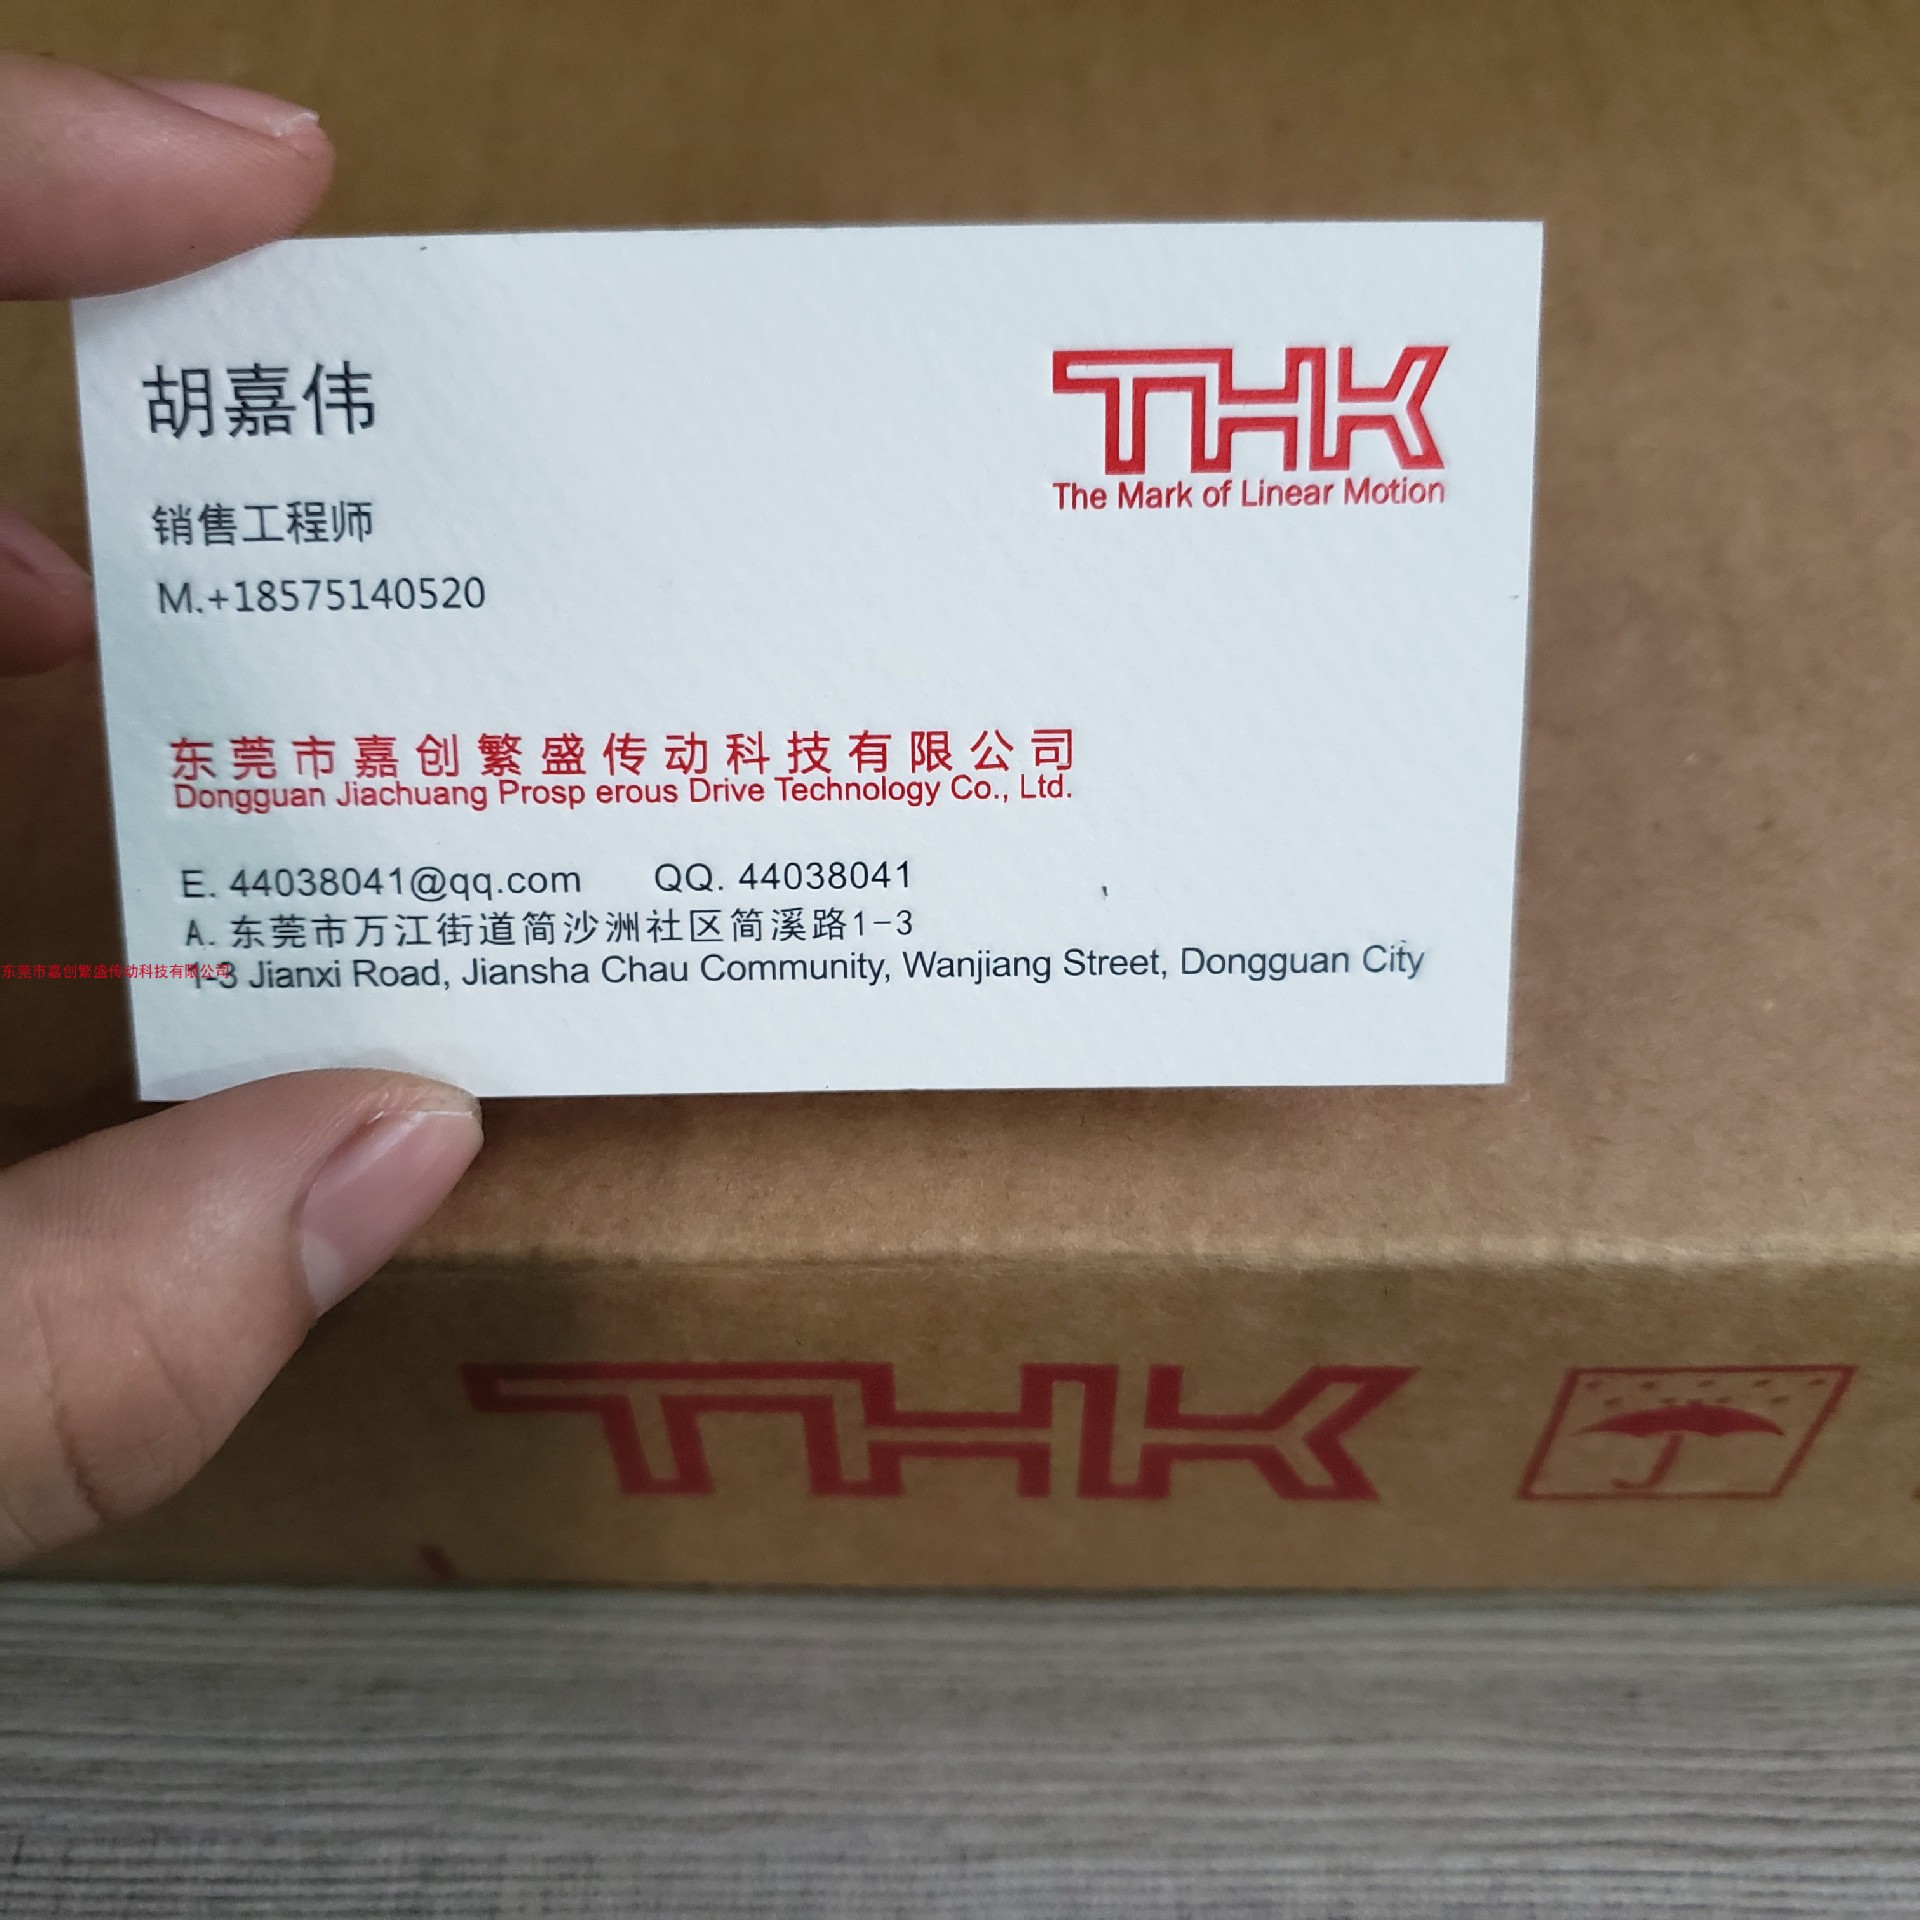 胡嘉伟
THK
The Mark of Linear Motion
销售工程师
M.+18575140520
东莞市嘉创繁盛传动科技有限公司
Dongguan Jiachuang Prosp erous Drive Technology Co., Ltd.
E. 44038041@qq.com QQ. 44038041
A. 东莞市万江街道简沙洲社区简溪路1-3
1-3 Jianxi Road, Jiansha Chau Community, Wanjiang Street, Dongguan City
东莞市嘉创繁盛传动科技有限公司
THK